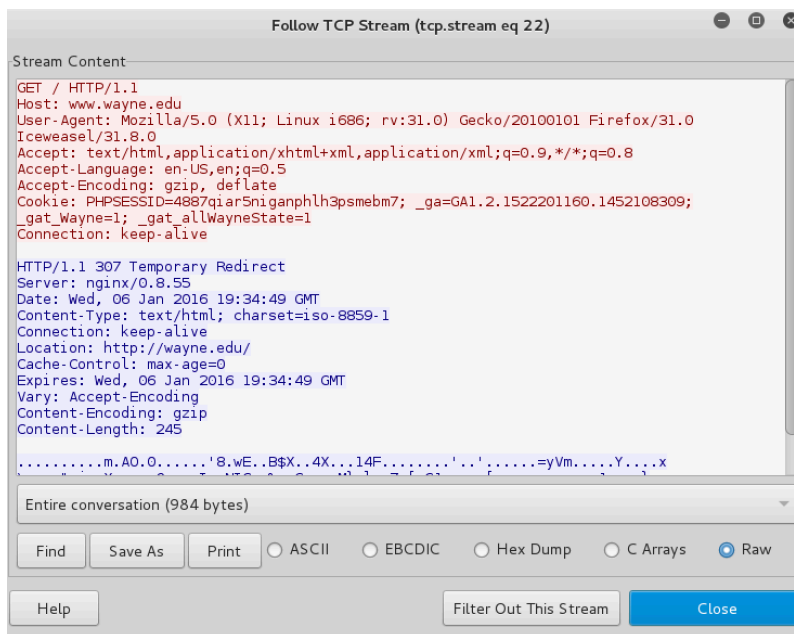 Follow TCP Stream (tcp.stream eq 22)
Stream Content
GET / HTTP/1.1
Host: www.wayne.edu
User-Agent: Mozilla/5.0 (X11; Linux i686; rv:31.0) Gecko/20100101 Firefox/31.0
Iceweasel/31.8.0
Accept: text/html,application/xhtml+xml,application/xml;q=0.9,*/*;q=0.8
Accept-Language: en-US,en;q=0.5
Accept-Encoding: gzip, deflate
Cookie: PHPSESSID=4887qiar5niganphlh3psmebm7; _ga=GA1.2.1522201160.1452108309;
_gat_Wayne=1; _gat_allWayneState=1
Connection: keep-alive
HTTP/1.1 307 Temporary Redirect
Server: nginx/0.8.55
Date: Wed, 06 Jan 2016 19:34:49 GMT
Content-Type: text/html; charset=iso-8859-1
Connection: keep-alive
Location: http://wayne.edu/
Cache-Control: max-age=0
Expires: Wed, 06 Jan 2016 19:34:49 GMT
Vary: Accept-Encoding
Content-Encoding: gzip
Content-Length: 245
..........m.AO.0......'8.wE..B$X..4X...14F........'..'......=yVm.....Y....x
Entire conversation (984 bytes)
Find Save As Print ASCII EBCDIC Hex Dump C Arrays Raw
Help Filter Out This Stream Close